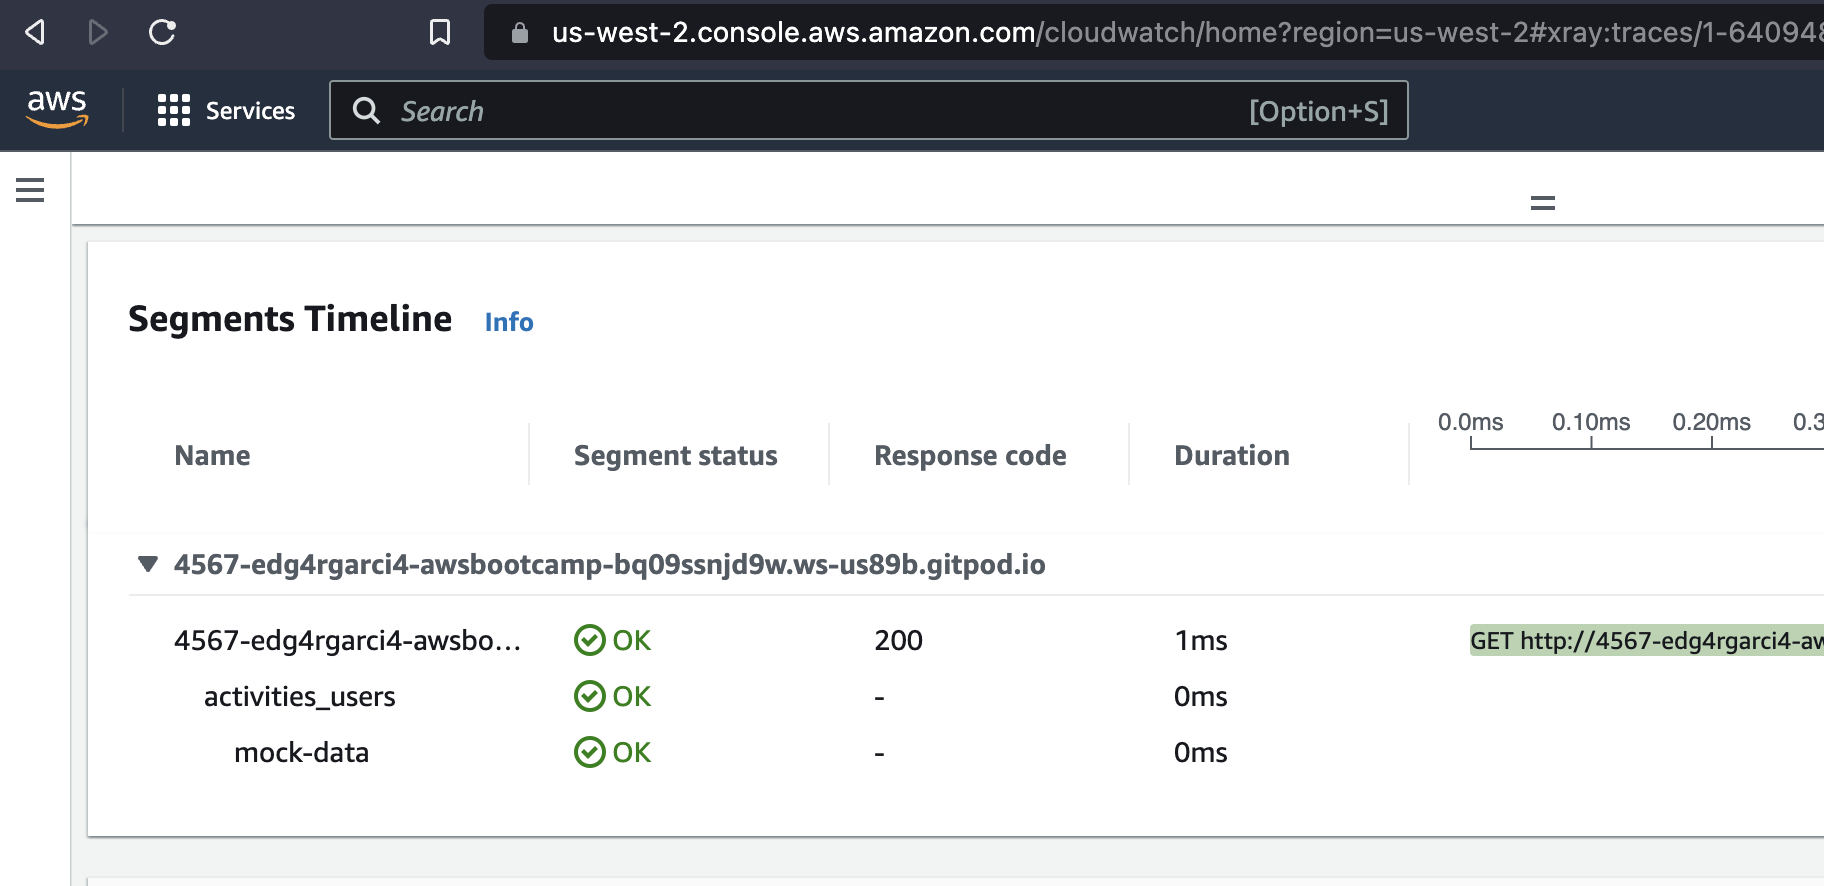 us-west-2.console.aws.amazon.com/cloudwatch/home?region=us-west-2#xray:traces/1-64094
aws Services Search [Option+S]
Segments Timeline Info
0.0ms 0.10ms 0.20ms 0.3
Name Segment status Response code Duration
4567-edg4rgarci4-awsbootcamp-bq09ssnjd9w.ws-us89b.gitpod.io
4567-edg4rgarci4-awsbo... OK 200 1ms GET http://4567-edg4rgarci4-aw
activities_users OK - 0ms
mock-data OK - 0ms